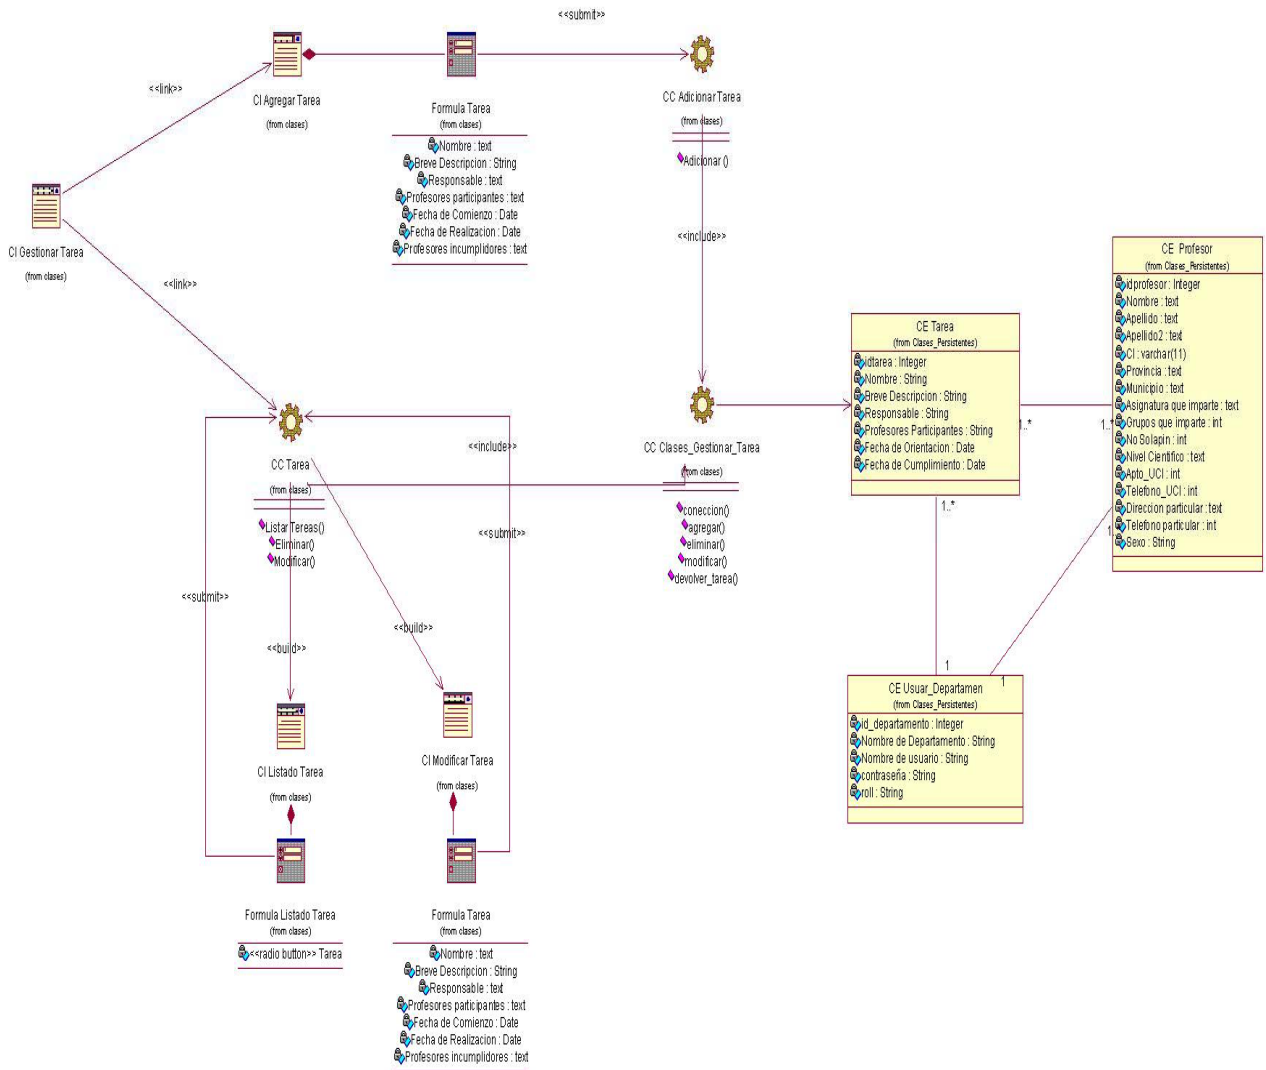 <<submit>>
<<link>>
CI Agregar Tarea
(from clases)
Formula Tarea
(from clases)
Nombre : text
Breve Descripcion : String
Responsable : text
Profesores participantes : text
Fecha de Comienzo : Date
Fecha de Realizacion : Date
Profesores incumplidores : text
CC AdicionarTarea
(from clases)
Adicionar ()
CI Gestionar Tarea
(from clases)
<<link>>
<<include>>
CE Profesor
(from Clases_Persistentes)
idprofesor : Integer
Nombre : text
Apellido : text
Apellido2 : text
CI : varchar(11)
Provincia : text
Municipio : text
Asignatura que imparte : text
Grupos que imparte : int
No Solapin : int
Nivel Cientifico : text
Apto_UCI : int
Telefono_UCI : int
Direccion particular : text
Telefono particular : int
Sexo : String
CE Tarea
(from Clases_Persistentes)
idtarea : Integer
Nombre : String
Breve Descripcion : String
Responsable : String
Profesores Participantes : String
Fecha de Orientacion : Date
Fecha de Cumplimiento : Date
1..*
1..*
1..*
1
1
CC Tarea
(from clases)
Listar Tereas()
Eliminar()
Modificar()
<<include>>
<<submit>>
CC Clases_Gestionar_Tarea
(from clases)
coneccion()
agregar()
eliminar()
modificar()
devolver_tarea()
<<submit>>
<<build>>
<<build>>
CI Listado Tarea
(from clases)
CI Modificar Tarea
(from clases)
CE Usuar_Departamen
(from Clases_Persistentes)
id_departamento : Integer
Nombre de Departamento : String
Nombre de usuario : String
contraseña : String
roll : String
Formula Listado Tarea
(from clases)
<<radio button>> Tarea
Formula Tarea
(from clases)
Nombre : text
Breve Descripcion : String
Responsable : text
Profesores participantes : text
Fecha de Comienzo : Date
Fecha de Realizacion : Date
Profesores incumplidores : text